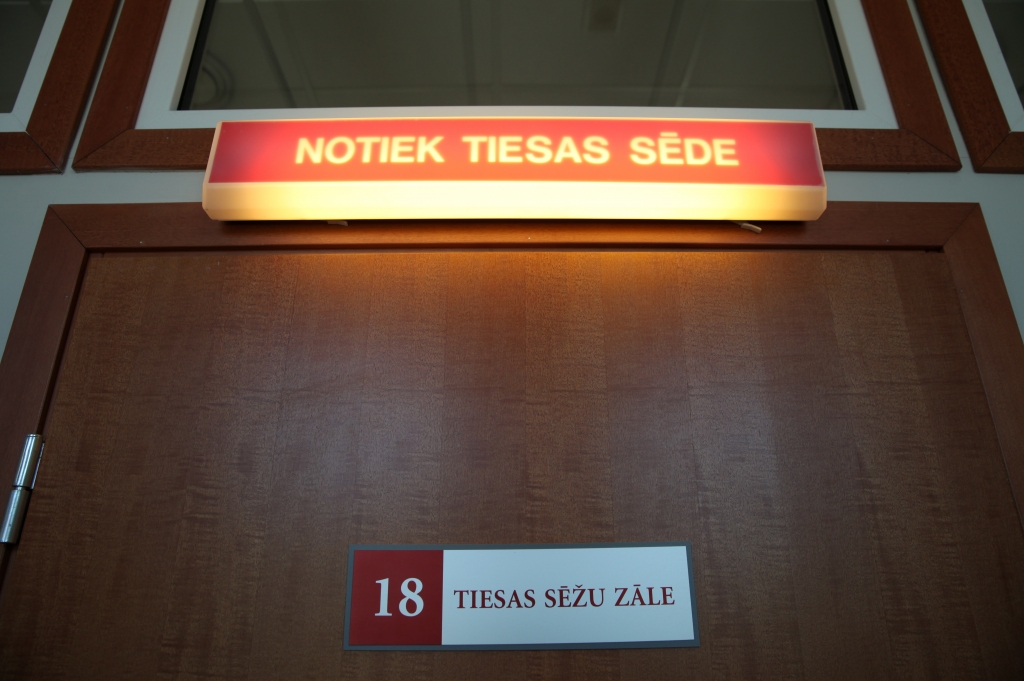 NOTIEK TIESAS SĒDE
18 TIESAS SĒŽU ZĀLE